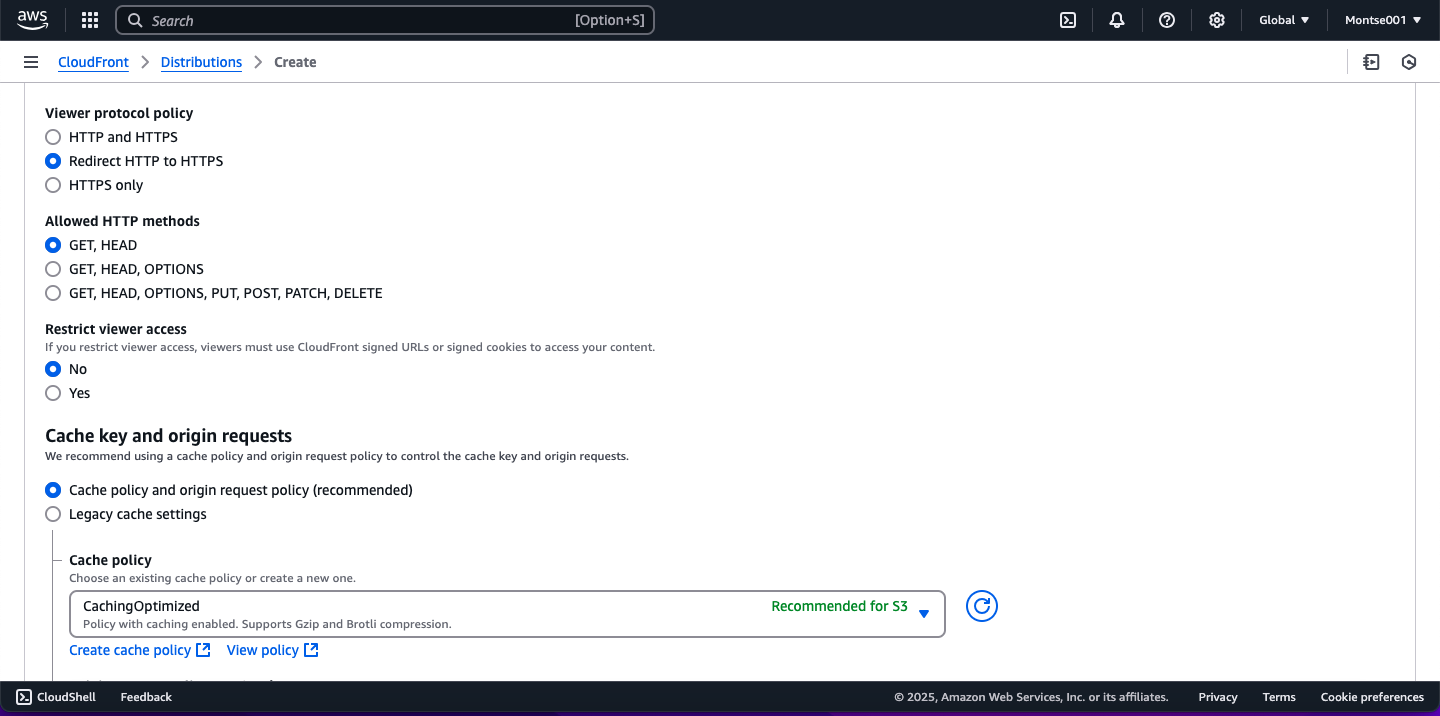 aws
Search [Option+S]
Global
Montse001
CloudFront
Distributions
Create
Viewer protocol policy
HTTP and HTTPS
Redirect HTTP to HTTPS
HTTPS only
Allowed HTTP methods
GET, HEAD
GET, HEAD, OPTIONS
GET, HEAD, OPTIONS, PUT, POST, PATCH, DELETE
Restrict viewer access
If you restrict viewer access, viewers must use CloudFront signed URLs or signed cookies to access your content.
No
Yes
Cache key and origin requests
We recommend using a cache policy and origin request policy to control the cache key and origin requests.
Cache policy and origin request policy (recommended)
Legacy cache settings
Cache policy
Choose an existing cache policy or create a new one.
CachingOptimized
Recommended for S3
Policy with caching enabled. Supports Gzip and Brotli compression.
Create cache policy
View policy
CloudShell
Feedback
© 2025, Amazon Web Services, Inc. or its affiliates.
Privacy
Terms
Cookie preferences